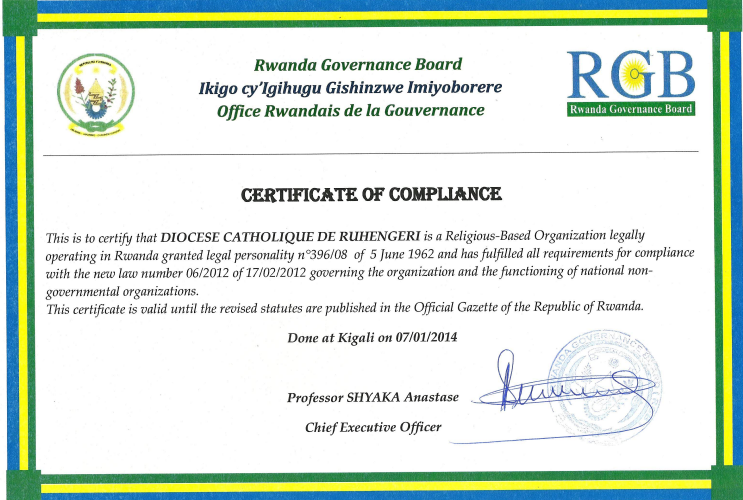 Rwanda Governance Board
Ikigo cy'Igihugu Gishinzwe Imiyoborere
Office Rwandais de la Gouvernance
RGB
Rwanda Governance Board
CERTIFICATE OF COMPLIANCE
This is to certify that DIOCESE CATHOLIQUE DE RUHENGERI is a Religious-Based Organization legally
operating in Rwanda granted legal personality n°396/08 of 5 June 1962 and has fulfilled all requirements for compliance
with the new law number 06/2012 of 17/02/2012 governing the organization and the functioning of national non-
governmental organizations.
This certificate is valid until the revised statutes are published in the Official Gazette of the Republic of Rwanda.
Done at Kigali on 07/01/2014
Professor SHYAKA Anastase
Chief Executive Officer